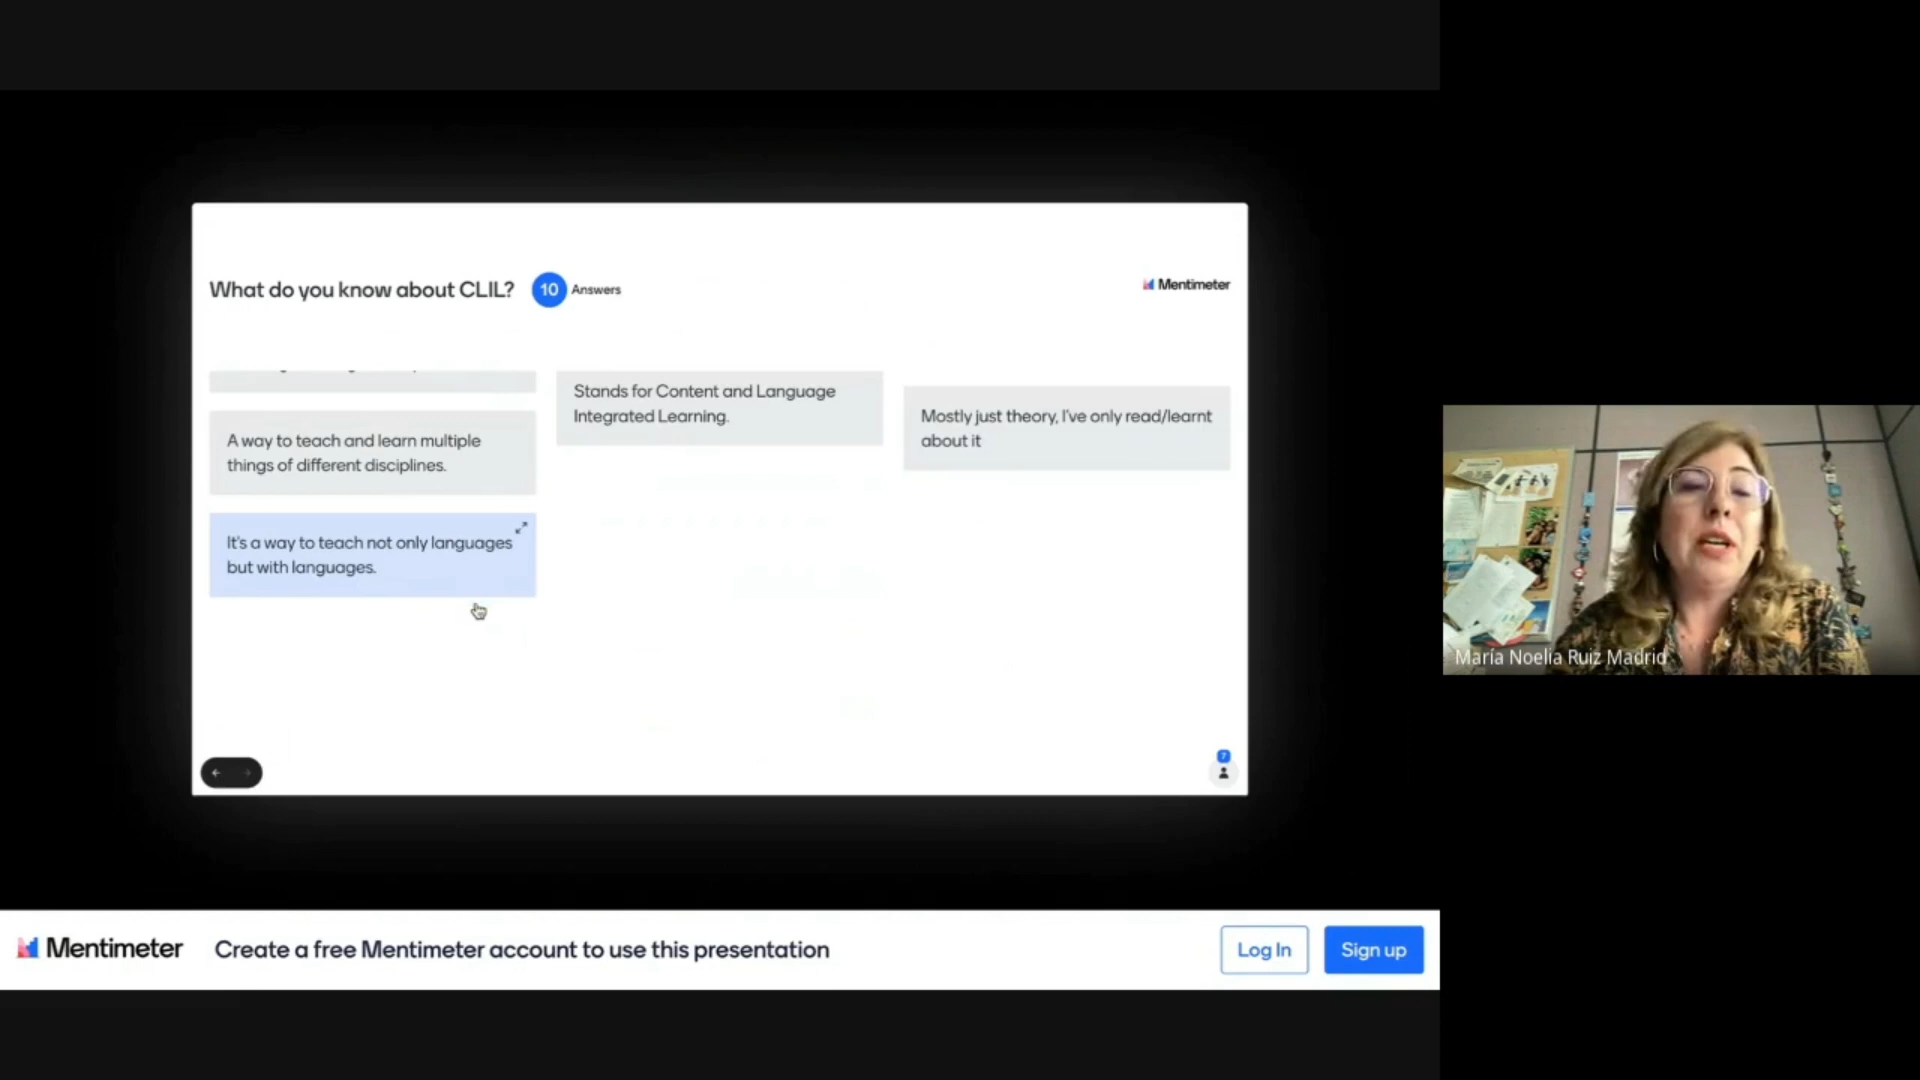 What do you know about CLIL?
10
Answers
Mentimeter
Stands for Content and Language
Integrated Learning.
Mostly just theory, I've only read/learnt
about it
A way to teach and learn multiple
things of different disciplines.
It's a way to teach not only languages
but with languages.
7
María Noelia Ruiz Madrid
Mentimeter
Create a free Mentimeter account to use this presentation
Log In
Sign up